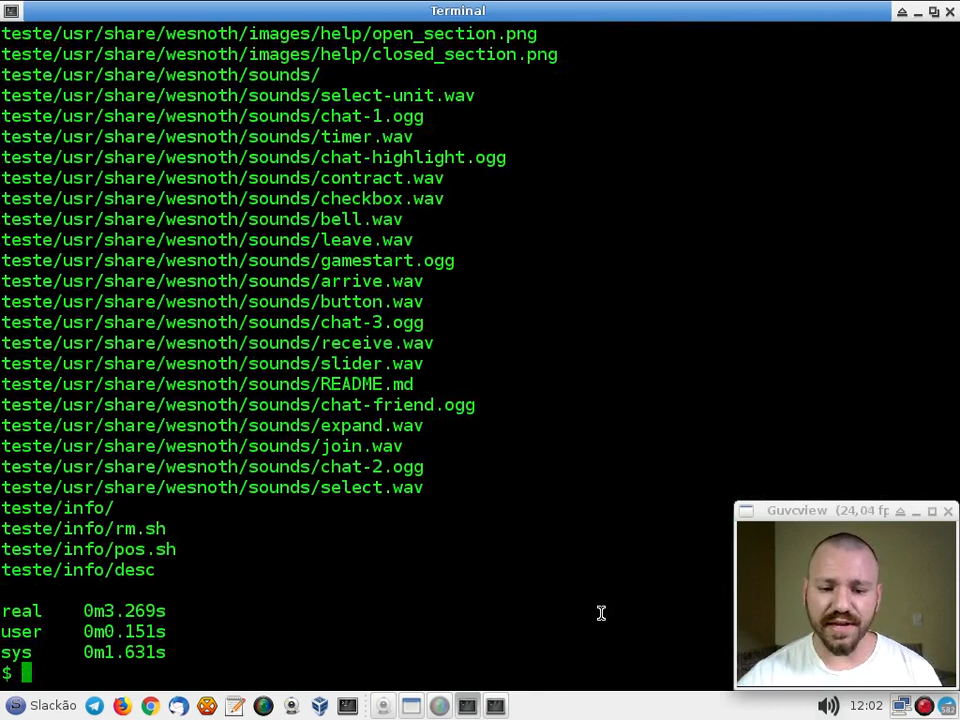 Terminal
teste/usr/share/wesnoth/images/help/open_section.png
teste/usr/share/wesnoth/images/help/closed_section.png
teste/usr/share/wesnoth/sounds/
teste/usr/share/wesnoth/sounds/select-unit.wav
teste/usr/share/wesnoth/sounds/chat-1.ogg
teste/usr/share/wesnoth/sounds/timer.wav
teste/usr/share/wesnoth/sounds/chat-highlight.ogg
teste/usr/share/wesnoth/sounds/contract.wav
teste/usr/share/wesnoth/sounds/checkbox.wav
teste/usr/share/wesnoth/sounds/bell.wav
teste/usr/share/wesnoth/sounds/leave.wav
teste/usr/share/wesnoth/sounds/gamestart.ogg
teste/usr/share/wesnoth/sounds/arrive.wav
teste/usr/share/wesnoth/sounds/button.wav
teste/usr/share/wesnoth/sounds/chat-3.ogg
teste/usr/share/wesnoth/sounds/receive.wav
teste/usr/share/wesnoth/sounds/slider.wav
teste/usr/share/wesnoth/sounds/README.md
teste/usr/share/wesnoth/sounds/chat-friend.ogg
teste/usr/share/wesnoth/sounds/expand.wav
teste/usr/share/wesnoth/sounds/join.wav
teste/usr/share/wesnoth/sounds/chat-2.ogg
teste/usr/share/wesnoth/sounds/select.wav
teste/info/
teste/info/rm.sh
teste/info/pos.sh
teste/info/desc
real 0m3.269s
user 0m0.151s
sys 0m1.631s
$
Guvcview (24,04 fp
Slackão
12:02
582